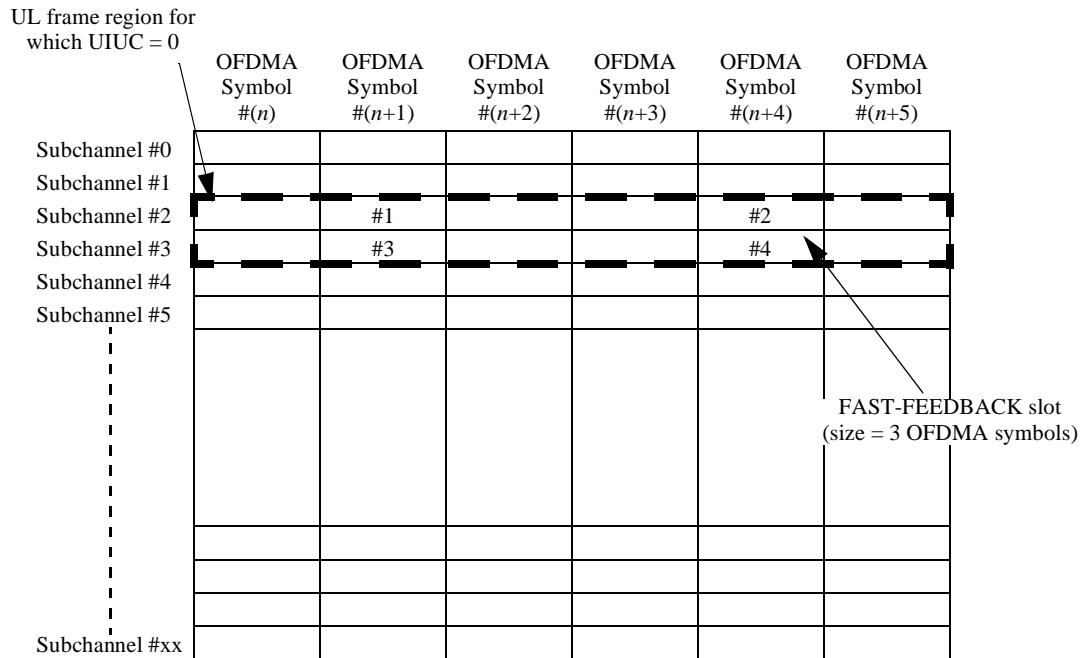 UL frame region for
which UIUC = 0
OFDMA
Symbol
#(n)
OFDMA
Symbol
#(n+1)
OFDMA
Symbol
#(n+2)
OFDMA
Symbol
#(n+3)
OFDMA
Symbol
#(n+4)
OFDMA
Symbol
#(n+5)
Subchannel #0
Subchannel #1
Subchannel #2
#1
#2
Subchannel #3
#3
#4
Subchannel #4
Subchannel #5
FAST-FEEDBACK slot
(size = 3 OFDMA symbols)
Subchannel #xx